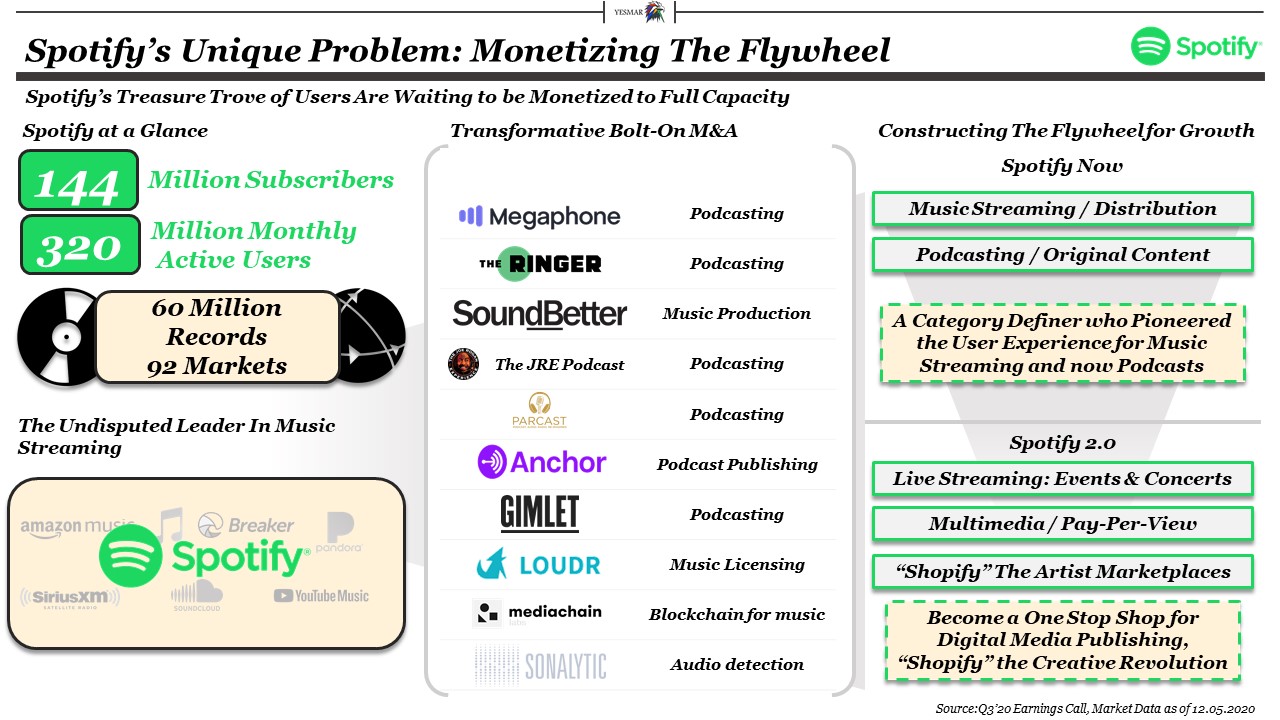 YESMAR
Spotify's Unique Problem: Monetizing The Flywheel
Spotify
Spotify's Treasure Trove of Users Are Waiting to be Monetized to Full Capacity
Spotify at a Glance
144
Million Subscribers
320
Million Monthly
Active Users
60 Million
Records
92 Markets
The Undisputed Leader In Music
Streaming
amazon music
Breaker
pandora
Spotify®
SiriusXM
SATELLITE RADIO
SOUNDCLOUD
YouTube Music
Transformative Bolt-On M&A
Megaphone Podcasting
THE RINGER Podcasting
SoundBetter Music Production
The JRE Podcast Podcasting
PARCAST Podcasting
Anchor Podcast Publishing
GIMLET Podcasting
LOUDR Music Licensing
mediachain Blockchain for music
labs
SONALYTIC Audio detection
Constructing The Flywheel for Growth
Spotify Now
Music Streaming / Distribution
Podcasting / Original Content
A Category Definer who Pioneered
the User Experience for Music
Streaming and now Podcasts
Spotify 2.0
Live Streaming: Events & Concerts
Multimedia / Pay-Per-View
“Shopify” The Artist Marketplaces
Become a One Stop Shop for
Digital Media Publishing,
“Shopify” the Creative Revolution
Source:Q3'20 Earnings Call, Market Data as of 12.05.2020